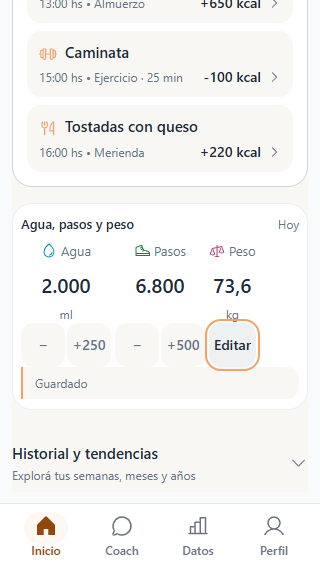 13:00 hs • Almuerzo +650 kcal
Caminata
15:00 hs • Ejercicio · 25 min -100 kcal
Tostadas con queso
16:00 hs • Merienda +220 kcal
Agua, pasos y peso Hoy
Agua Pasos Peso
2.000 6.800 73,6
ml kg
− +250 − +500 Editar
Guardado
Historial y tendencias
Explorá tus semanas, meses y años
Inicio Coach Datos Perfil